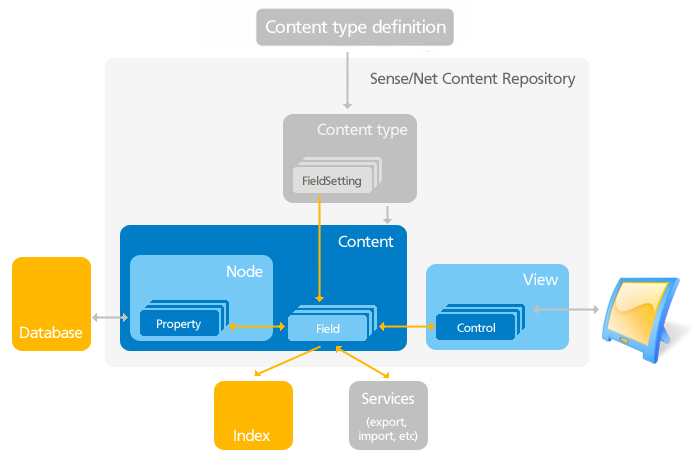 Content type definition
Sense/Net Content Repository
Content type
FieldSetting
Content
Node
View
Property
Field
Control
Database
Index
Services
(export,
import, etc)